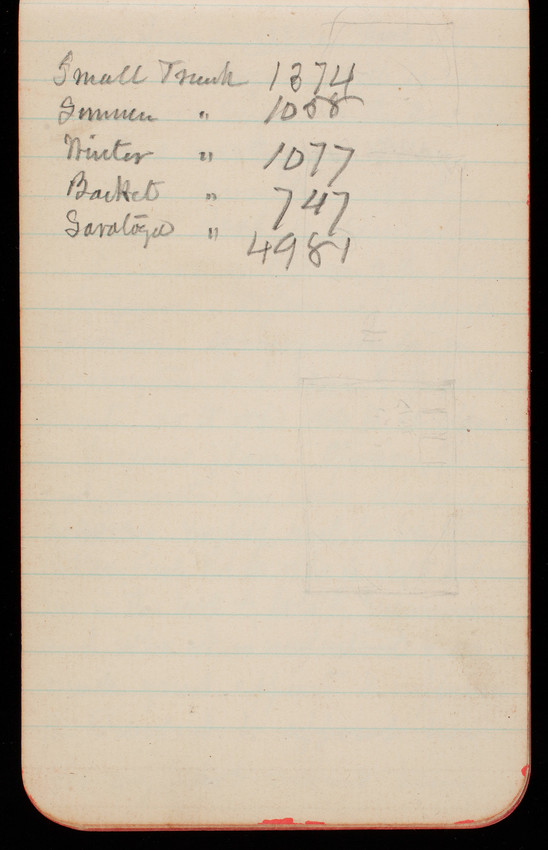 Small Trunk 1374
Summer " 1058
Winter " 1077
Basket " 747
Saratoga " 4981